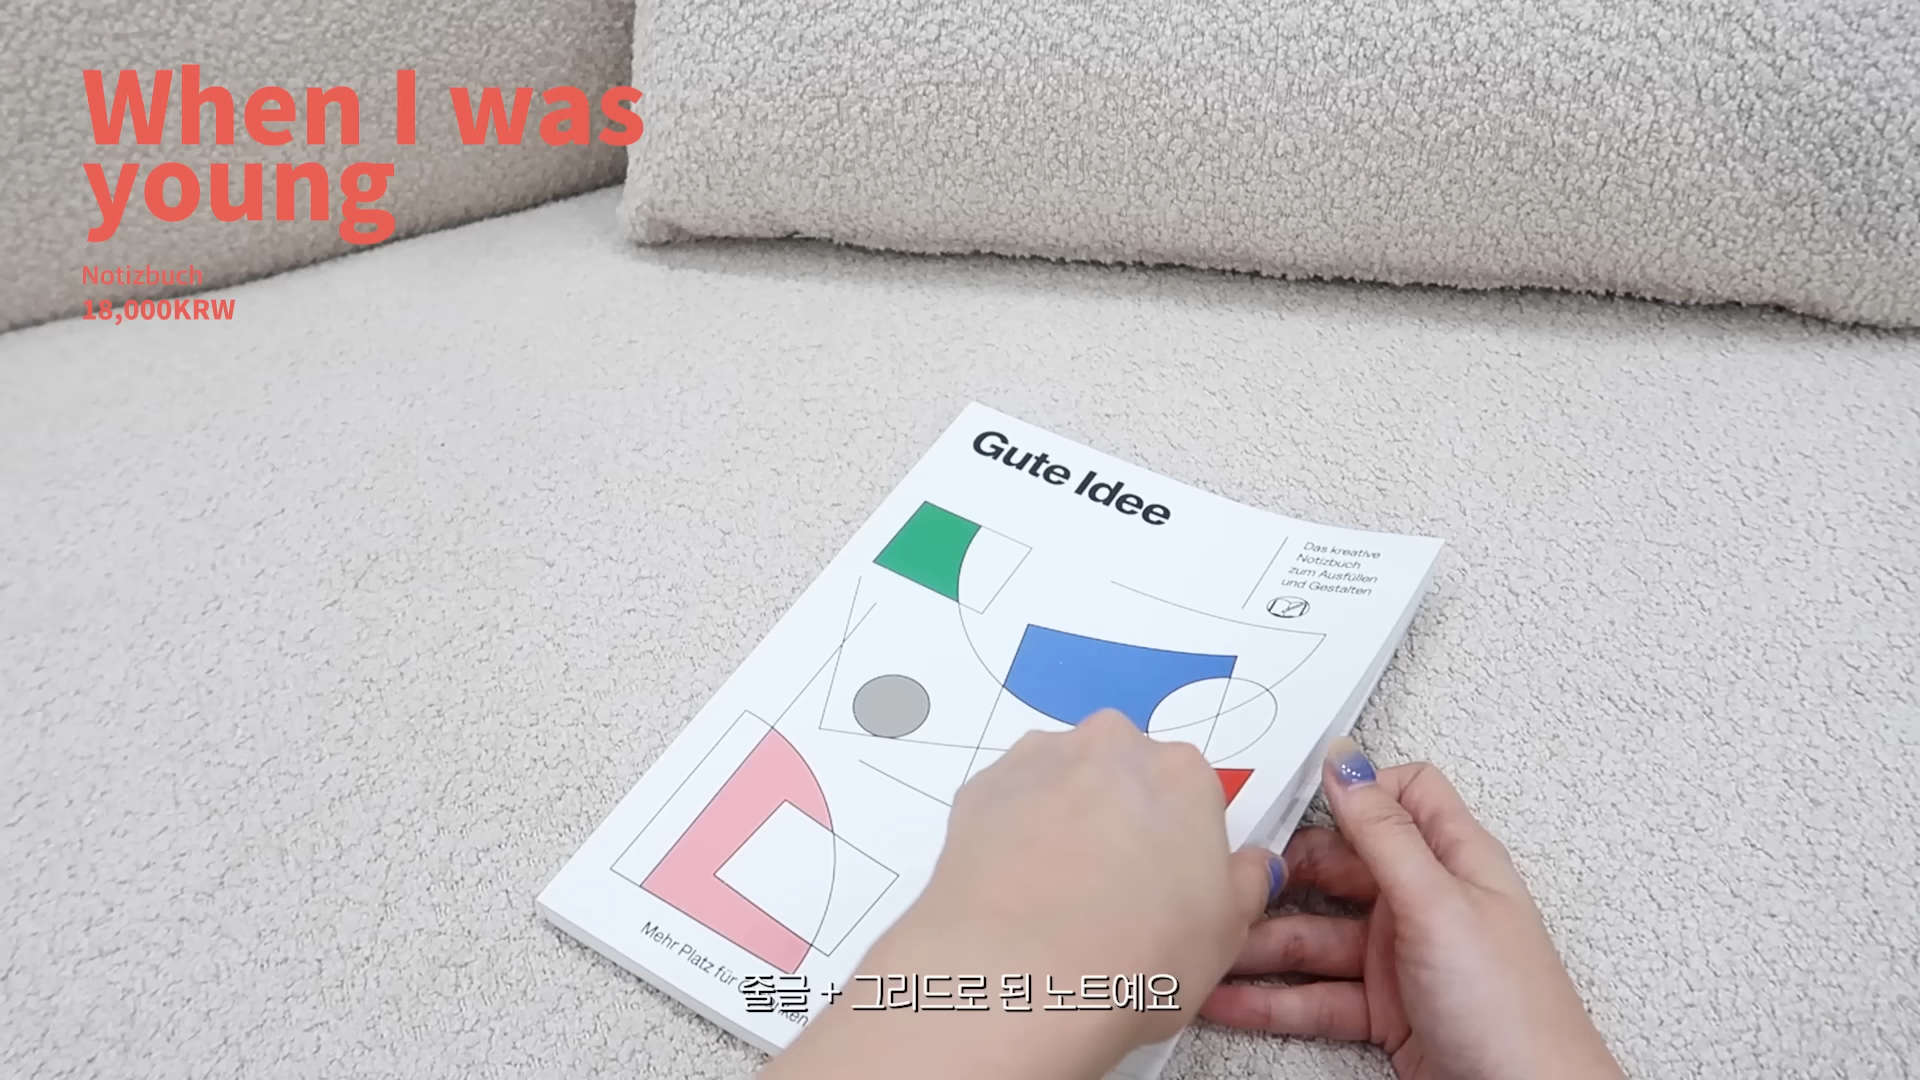 When I was
young
Notizbuch
18,000KRW
Gute Idee
Das kreative
Notizbuch
zum Ausfüllen
und Gestalten
Mehr Platz für
줄글 + 그리드로 된 노트예요